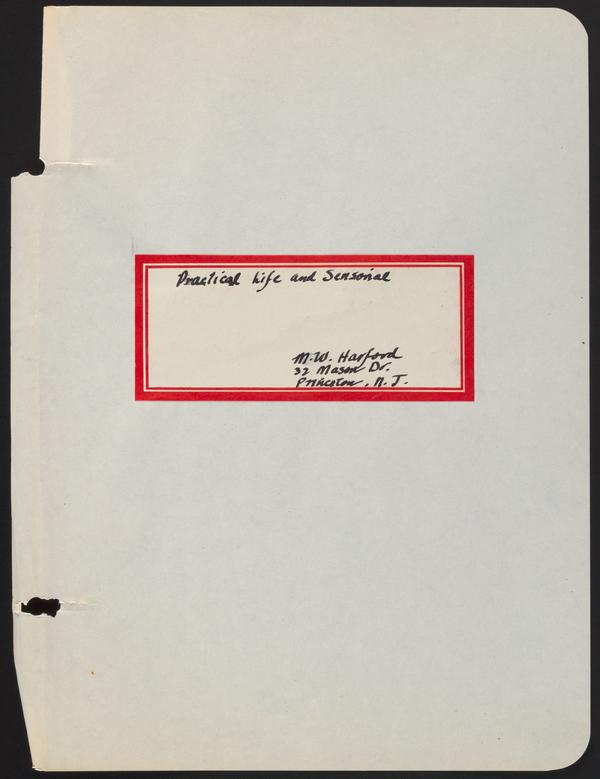 Practical Life and Sensorial
M.W. Harford
32 Mason Dr.
Princeton, N.J.